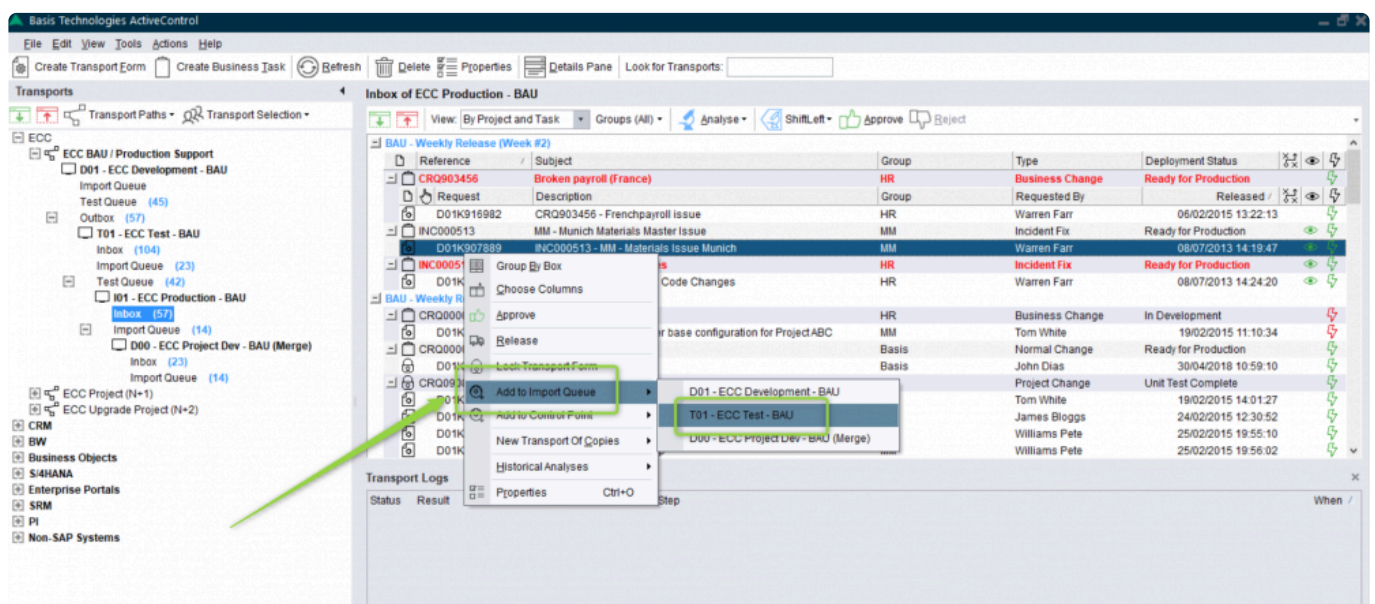 Basis Technologies ActiveControl
File Edit View Tools Actions Help
Create Transport Form Create Business Task Refresh Delete Properties Details Pane Look for Transports:
Transports
Transport Paths Transport Selection
ECC
ECC BAU / Production Support
D01 - ECC Development - BAU
Import Queue
Test Queue (45)
Outbox (57)
T01 - ECC Test - BAU
Inbox (104)
Import Queue (23)
Test Queue (42)
I01 - ECC Production - BAU
Inbox (57)
Import Queue (14)
D00 - ECC Project Dev - BAU (Merge)
Inbox (23)
Import Queue (14)
ECC Project (N+1)
ECC Upgrade Project (N+2)
CRM
BW
Business Objects
S/4HANA
Enterprise Portals
SRM
PI
Non-SAP Systems
Inbox of ECC Production - BAU
View: By Project and Task Groups (All) Analyse ShiftLeft Approve Reject
BAU - Weekly Release (Week #2)
Reference Subject Group Type Deployment Status
CRQ903456 Broken payroll (France) HR Business Change Ready for Production
Request Description Group Requested By Released
D01K916982 CRQ903456 - Frenchpayroll issue HR Warren Farr 06/02/2015 13:22:13
INC000513 MM - Munich Materials Master Issue MM Incident Fix Ready for Production
D01K907889 INC000513 - MM - Materials Issue Munich MM Warren Farr 08/07/2013 14:19:47
INC00051 es HR Incident Fix Ready for Production
D01K Code Changes HR Warren Farr 08/07/2013 14:24:20
BAU - Weekly R
CRQ000 HR Business Change In Development
D01K r base configuration for ProjectABC MM Tom White 19/02/2015 11:10:34
CRQ000 Basis Normal Change Ready for Production
D01K Basis John Dias 30/04/2018 10:59:10
CRQ090 Project Change Unit Test Complete
D01K Tom White 19/02/2015 14:01:27
D01K James Bloggs 24/02/2015 12:30:52
D01K Williams Pete 25/02/2015 19:55:10
D01K Williams Pete 25/02/2015 19:56:02
Group By Box
Choose Columns
Approve
Release
Lock Transport Form
Add to Import Queue
Add to Control Point
New Transport Of Copies
Historical Analyses
Properties Ctrl+O
D01 - ECC Development - BAU
T01 - ECC Test - BAU
D00 - ECC Project Dev - BAU (Merge)
Transport Logs
Status Result Step When